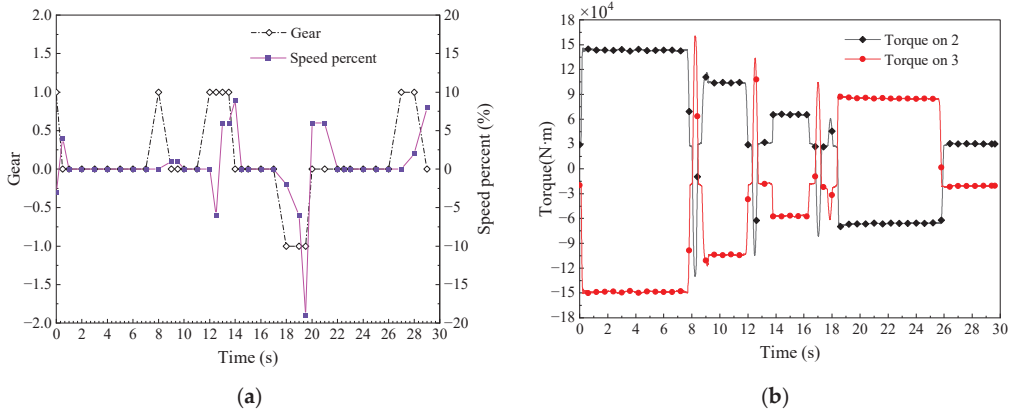 2.0
1.5
1.0
0.5
0.0
−0.5
−1.0
−1.5
−2.0
Gear
Gear
Speed percent
20
15
10
5
0
−5
−10
−15
−20
Speed percent (%)
0 2 4 6 8 10 12 14 16 18 20 22 24 26 28 30
Time (s)
(a)
×10⁴
18
15
12
9
6
3
0
−3
−6
−9
−12
−15
−18
Torque(N·m)
Torque on 2
Torque on 3
0 2 4 6 8 10 12 14 16 18 20 22 24 26 28 30
Time (s)
(b)